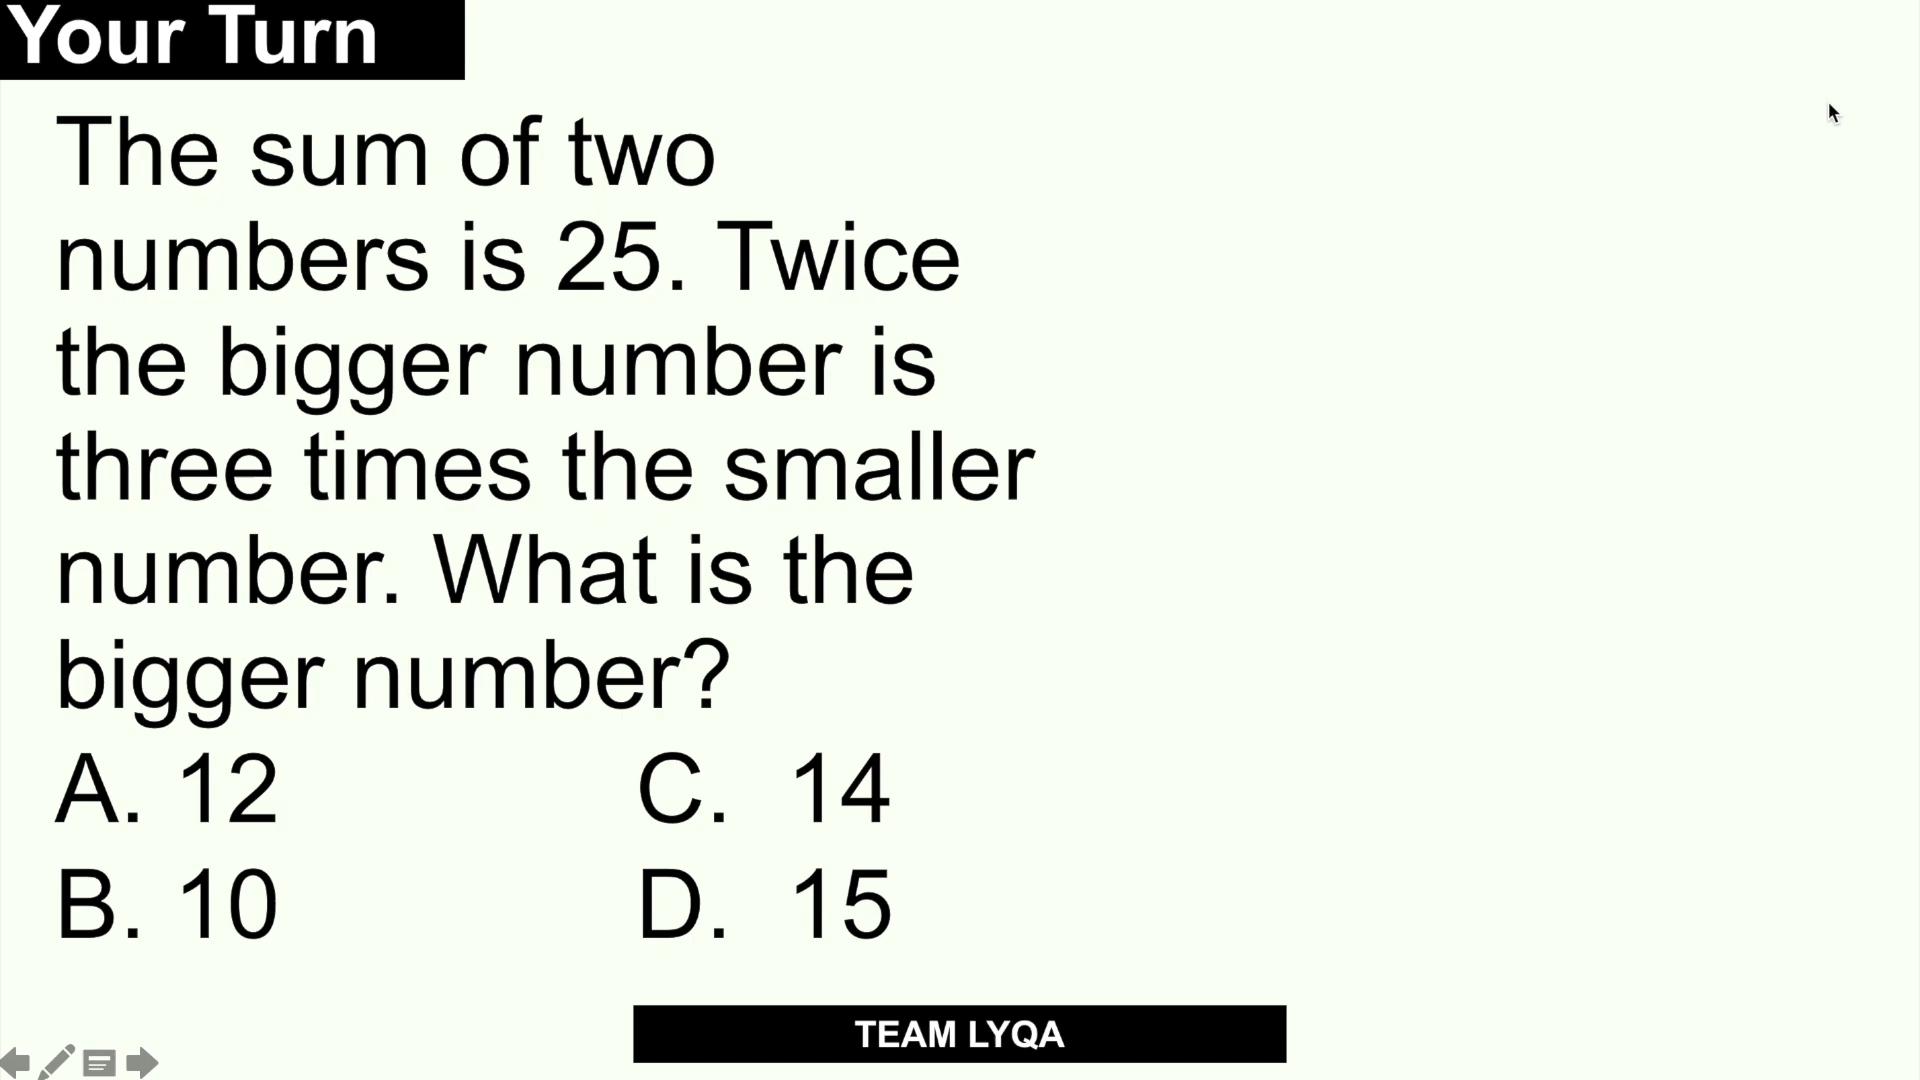 Your Turn
The sum of two
numbers is 25. Twice
the bigger number is
three times the smaller
number. What is the
bigger number?
A. 12 C. 14
B. 10 D. 15
TEAM LYQA